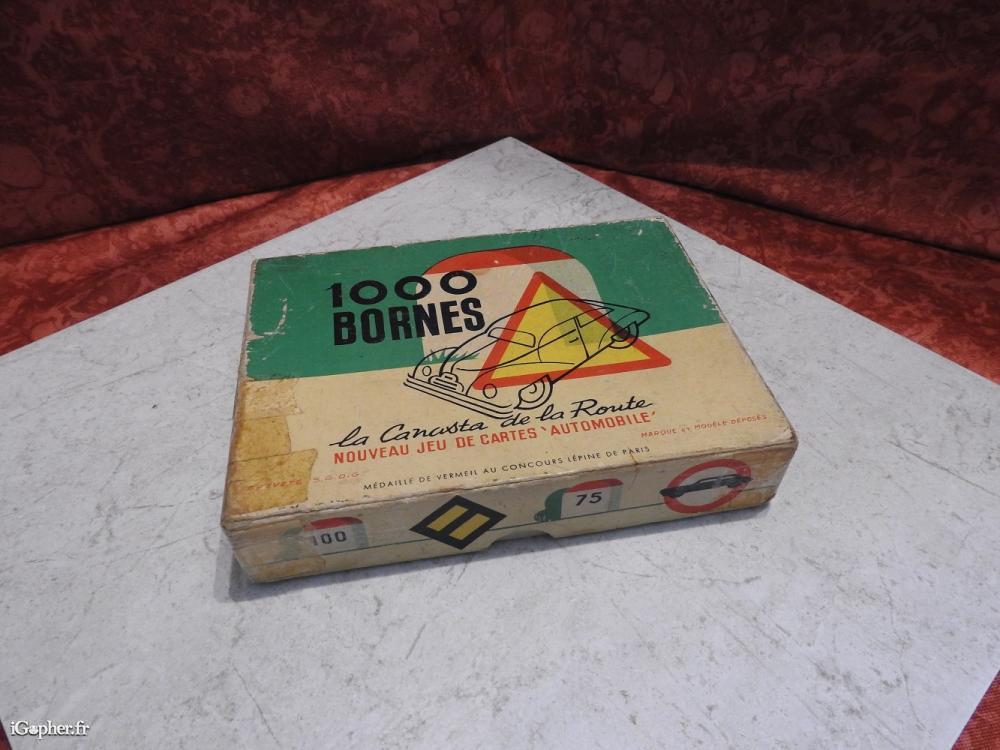 1000
BORNES
la Canasta de la Route
NOUVEAU JEU DE CARTES "AUTOMOBILE"
MARQUE ET MODÈLE DÉPOSÉS
S.G.D.G
MÉDAILLE DE VERMEIL AU CONCOURS LÉPINE DE PARIS
100
75
iGopher.fr